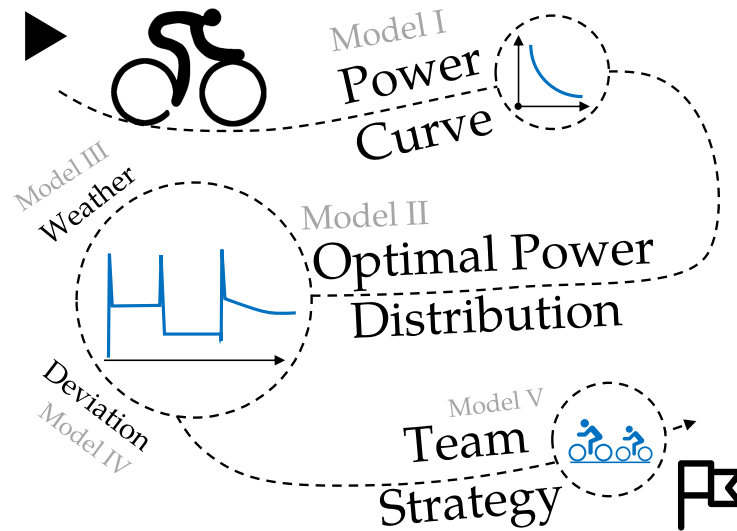 Model I
Power
Curve
Model III
Weather
Model II
Optimal Power
Distribution
Deviation
Model IV
Model V
Team
Strategy